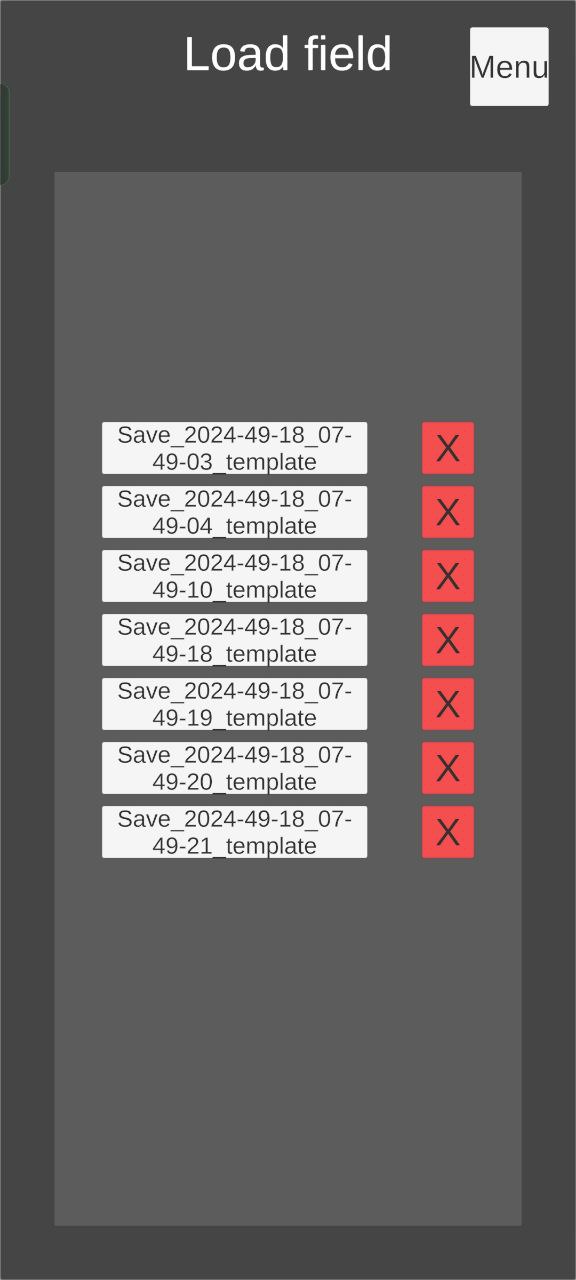 Load field
Menu
Save_2024-49-18_07-
49-03_template
X
Save_2024-49-18_07-
49-04_template
X
Save_2024-49-18_07-
49-10_template
X
Save_2024-49-18_07-
49-18_template
X
Save_2024-49-18_07-
49-19_template
X
Save_2024-49-18_07-
49-20_template
X
Save_2024-49-18_07-
49-21_template
X